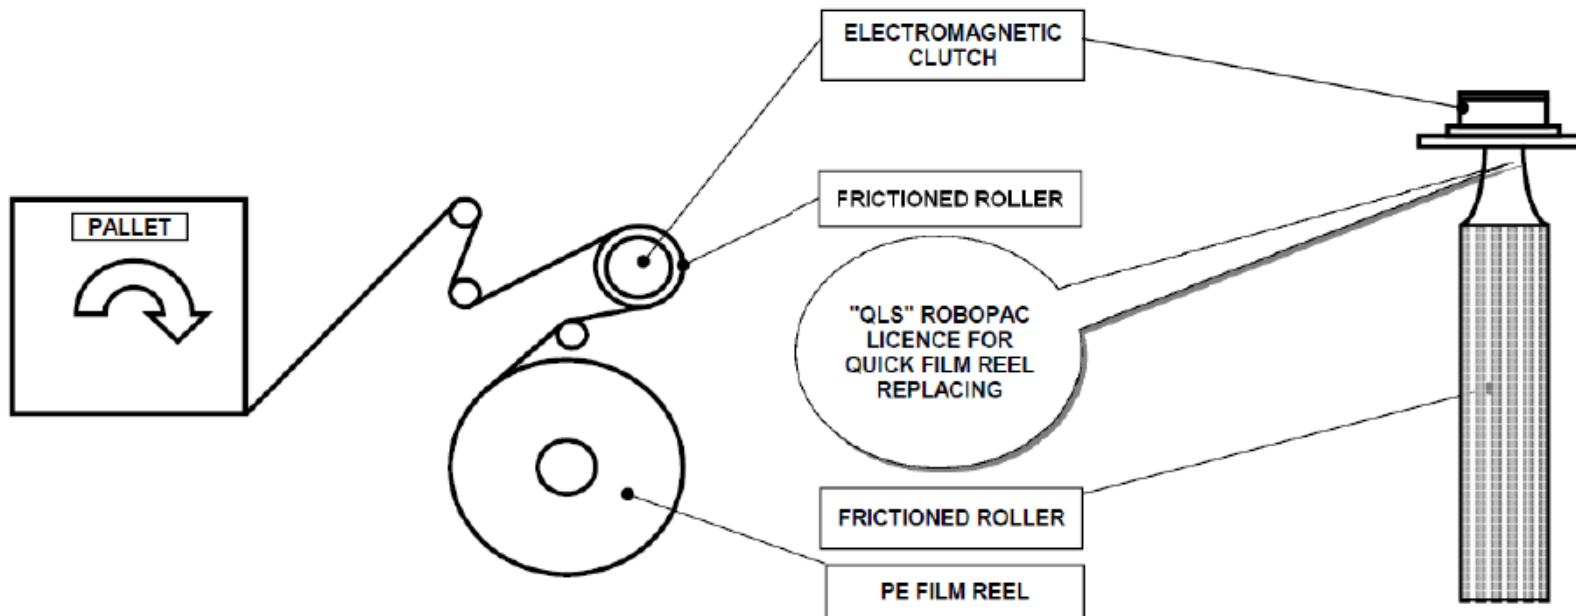 ELECTROMAGNETIC
CLUTCH
PALLET
FRICTIONED ROLLER
"QLS" ROBOPAC
LICENCE FOR
QUICK FILM REEL
REPLACING
FRICTIONED ROLLER
PE FILM REEL